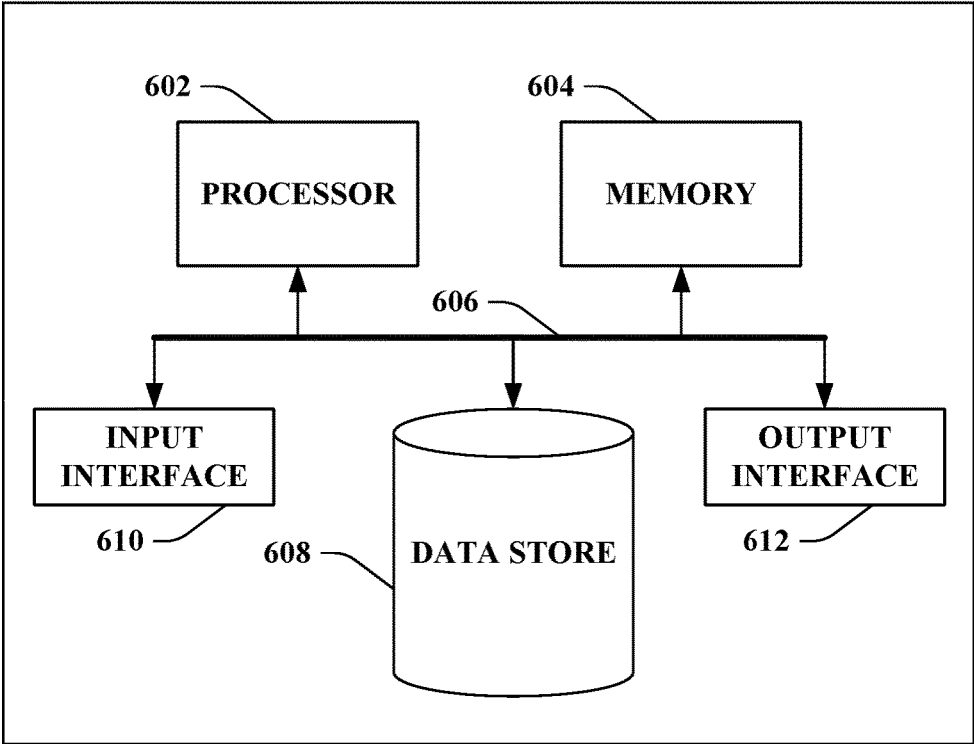 602
604
PROCESSOR
MEMORY
606
INPUT
INTERFACE
OUTPUT
INTERFACE
610
608
DATA STORE
612